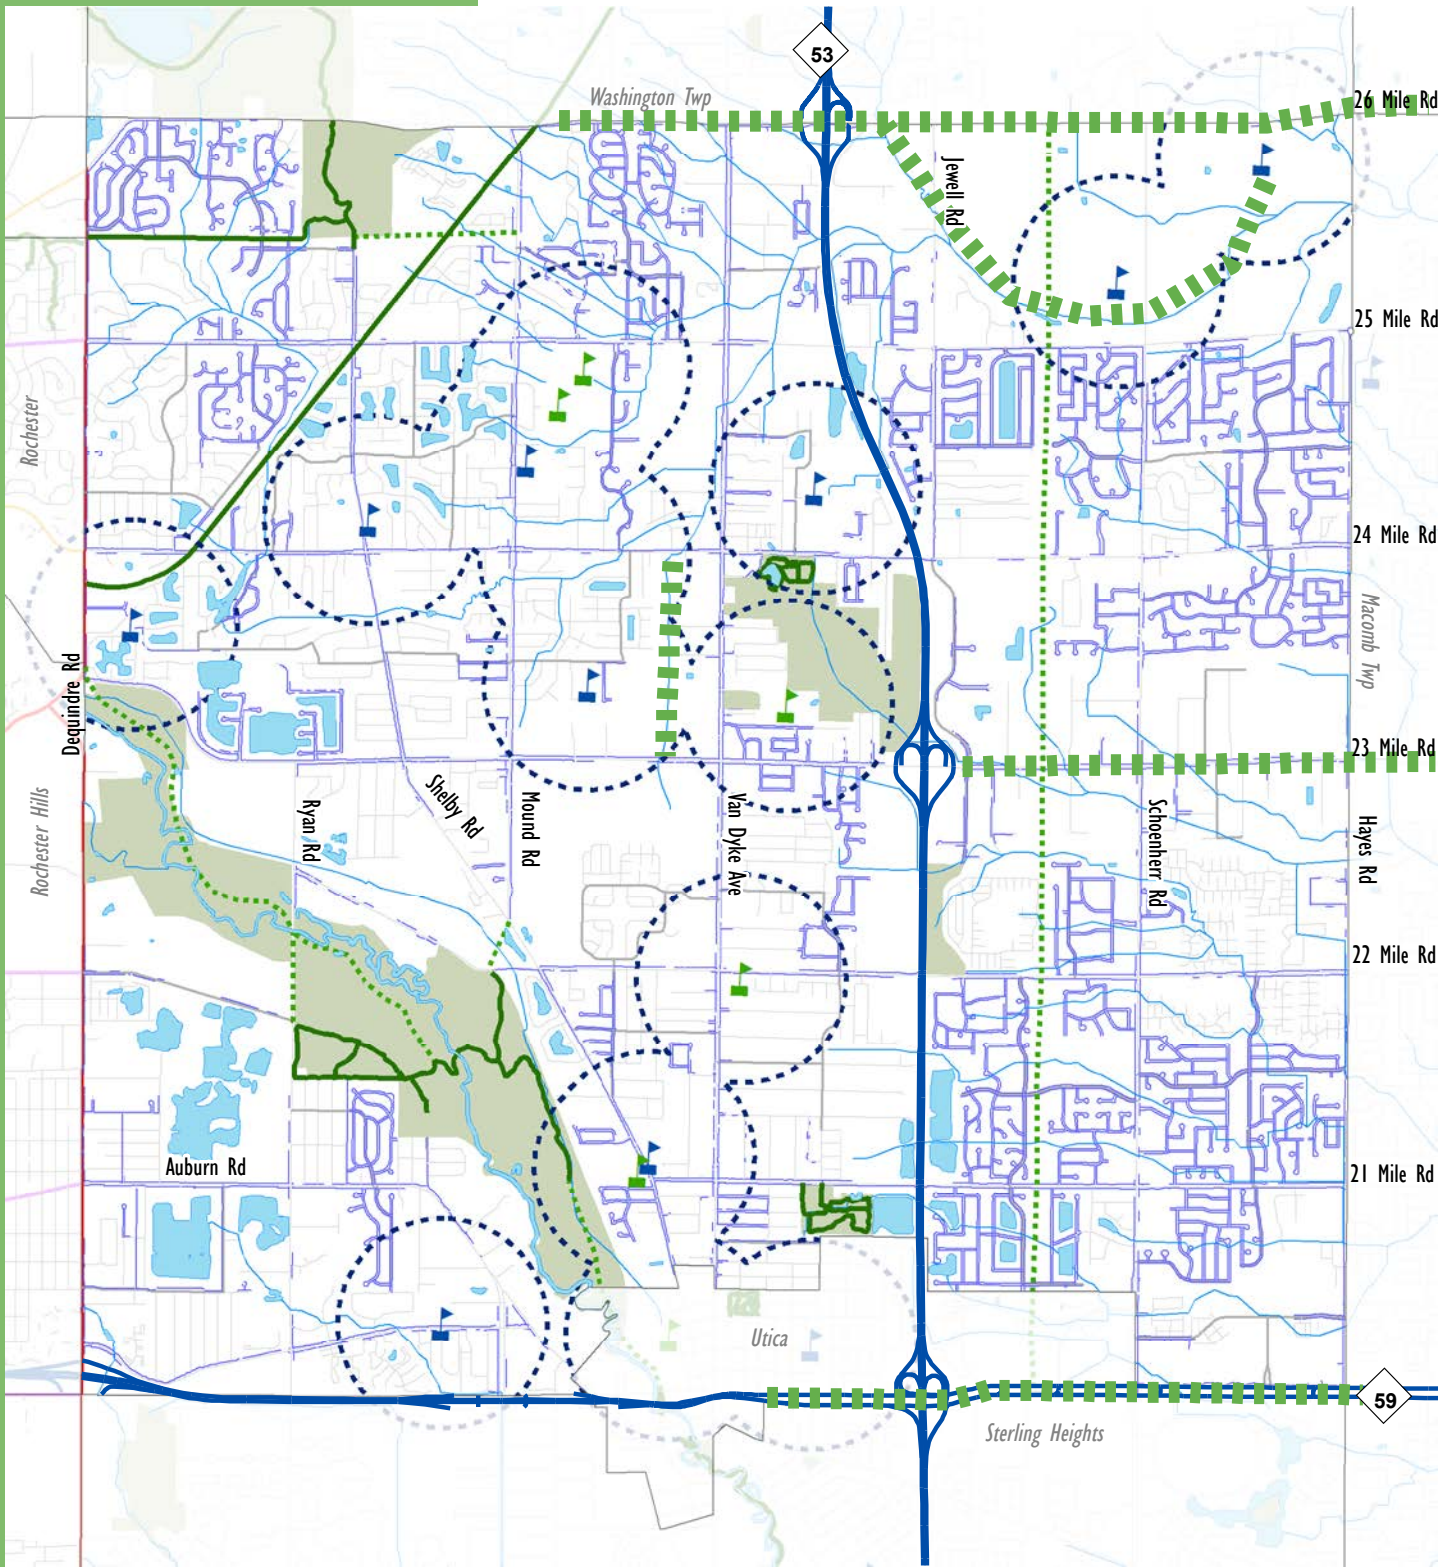 53
Washington Twp
26 Mile Rd
Jewell Rd
25 Mile Rd
Rochester
24 Mile Rd
Macomb Twp
Dequindre Rd
23 Mile Rd
Rochester Hills
Ryan Rd
Shelby Rd
Mound Rd
Van Dyke Ave
Schoenherr Rd
Hayes Rd
22 Mile Rd
Auburn Rd
21 Mile Rd
Utica
59
Sterling Heights